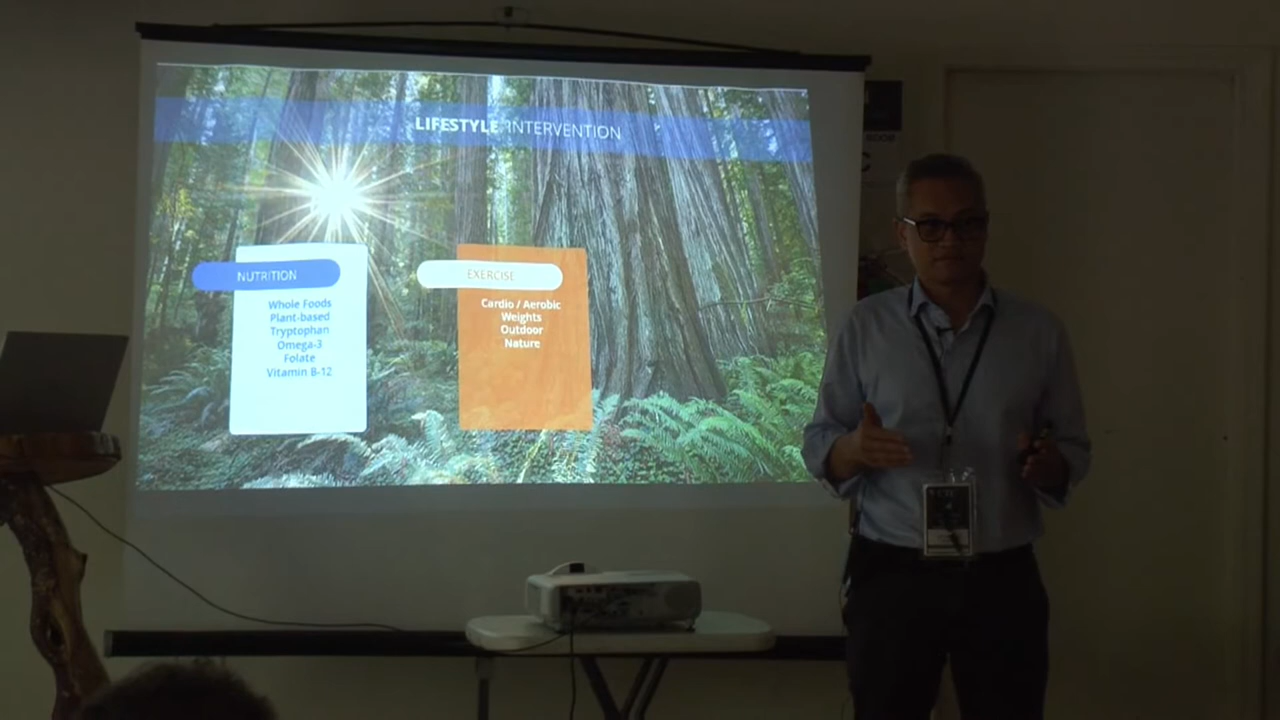 LIFESTYLE INTERVENTION
NUTRITION
Whole Foods
Plant-based
Tryptophan
Omega-3
Folate
Vitamin B-12
EXERCISE
Cardio / Aerobic
Weights
Outdoor
Nature